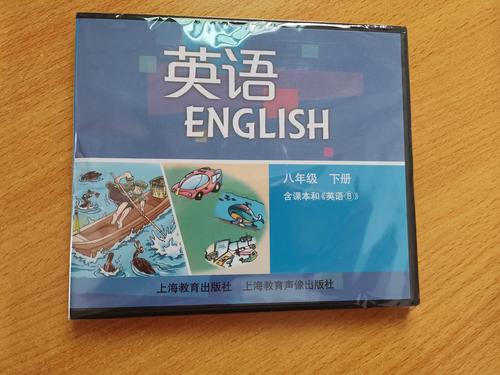 英语
ENGLISH
八年级 下册
含课本和《英语Ⓑ》
上海教育出版社 上海教育声像出版社